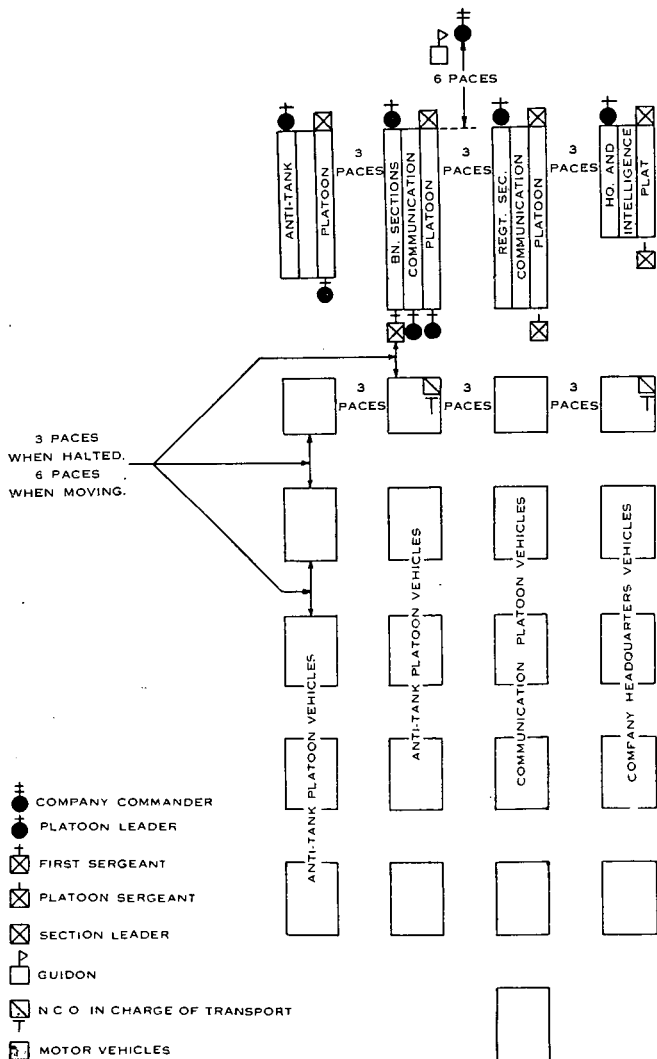 6 PACES
ANTI-TANK
PLATOON
3
PACES
BN. SECTIONS
COMMUNICATION
PLATOON
3
PACES
REGT. SEC.
COMMUNICATION
PLATOON
3
PACES
HQ. AND
INTELLIGENCE
PLAT
3
PACES
T
3
PACES
3
PACES
T
3 PACES
WHEN HALTED.
6 PACES
WHEN MOVING.
ANTI-TANK PLATOON VEHICLES
ANTI-TANK PLATOON VEHICLES
COMMUNICATION PLATOON VEHICLES
COMPANY HEADQUARTERS VEHICLES
COMPANY COMMANDER
PLATOON LEADER
FIRST SERGEANT
PLATOON SERGEANT
SECTION LEADER
GUIDON
N C O IN CHARGE OF TRANSPORT
T
MOTOR VEHICLES